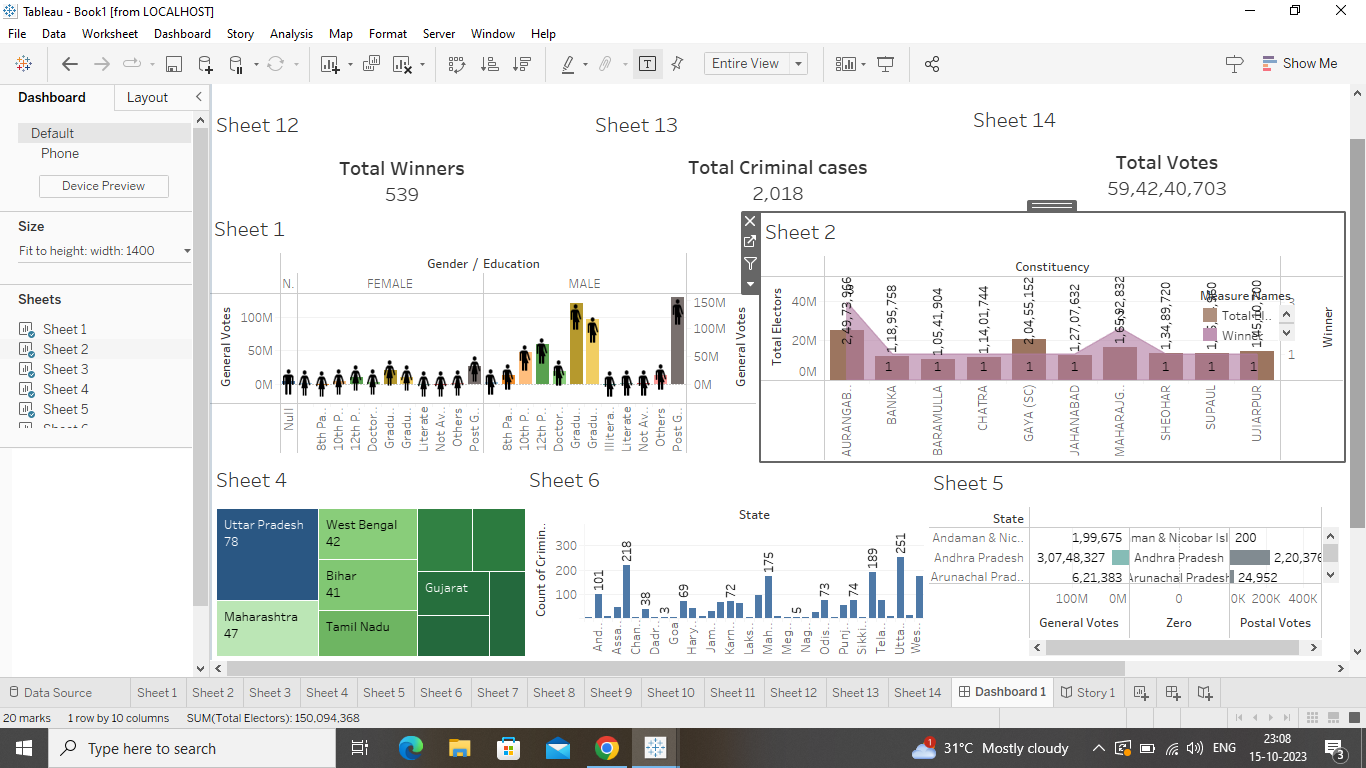 Tableau - Book1 [from LOCALHOST]
File Data Worksheet Dashboard Story Analysis Map Format Server Window Help
Entire View
Show Me
Dashboard Layout
Default
Phone
Device Preview
Size
Fit to height: width: 1400
Sheets
Sheet 1
Sheet 2
Sheet 3
Sheet 4
Sheet 5
Sheet 12
Total Winners
539
Sheet 13
Total Criminal cases
2,018
Sheet 14
Total Votes
59,42,40,703
Sheet 1
Gender / Education
N. FEMALE MALE
General Votes
100M
50M
0M
150M
100M
50M
0M
General Votes
Null 8th Pa.. 10th P.. 12th P.. Doctor.. Gradu.. Gradu.. Literate Not Av.. Others Post G.. 8th Pa.. 10th P.. 12th P.. Doctor.. Gradu.. Gradu.. Illitera.. Literate Not Av.. Others Post G..
Sheet 2
Constituency
Total Electors
40M
20M
0M
1,18,95,758 1,05,41,904 1,14,01,744 2,04,55,152 1,27,07,632 1,65,92,832 1,34,89,720
Measure Names
Total ..
Winn
1 1 1 1 1 1 1 1 1
1
Winner
AURANGAB.. BANKA BARAMULLA CHATRA GAYA (SC) JAHANABAD MAHARAJG.. SHEOHAR SUPAUL UJIARPUR
Sheet 4
Uttar Pradesh
78
Maharashtra
47
West Bengal
42
Bihar
41
Tamil Nadu
Gujarat
Sheet 6
State
Count of Crimin..
300
200
100
101 218 38 3 69 72 175 5 73 74 189 251
And.. Assa.. Chan.. Dadr.. Goa Hary.. Jam.. Karn.. Laks.. Mah.. Meg.. Nag.. Odis.. Punj.. Sikki.. Tela.. Utta.. Wes..
Sheet 5
State
Andaman & Nic.. 1,99,675 man & Nicobar Isl 200
Andhra Pradesh 3,07,48,327 Andhra Pradesh 2,20,376
Arunachal Prad.. 6,21,383 Arunachal Pradesh 24,952
100M 0M 0 0K 200K 400K
General Votes Zero Postal Votes
Data Source Sheet 1 Sheet 2 Sheet 3 Sheet 4 Sheet 5 Sheet 6 Sheet 7 Sheet 8 Sheet 9 Sheet 10 Sheet 11 Sheet 12 Sheet 13 Sheet 14 Dashboard 1 Story 1
20 marks 1 row by 10 columns SUM(Total Electors): 150,094,368
Type here to search
1
31°C Mostly cloudy
ENG
23:08
15-10-2023
3